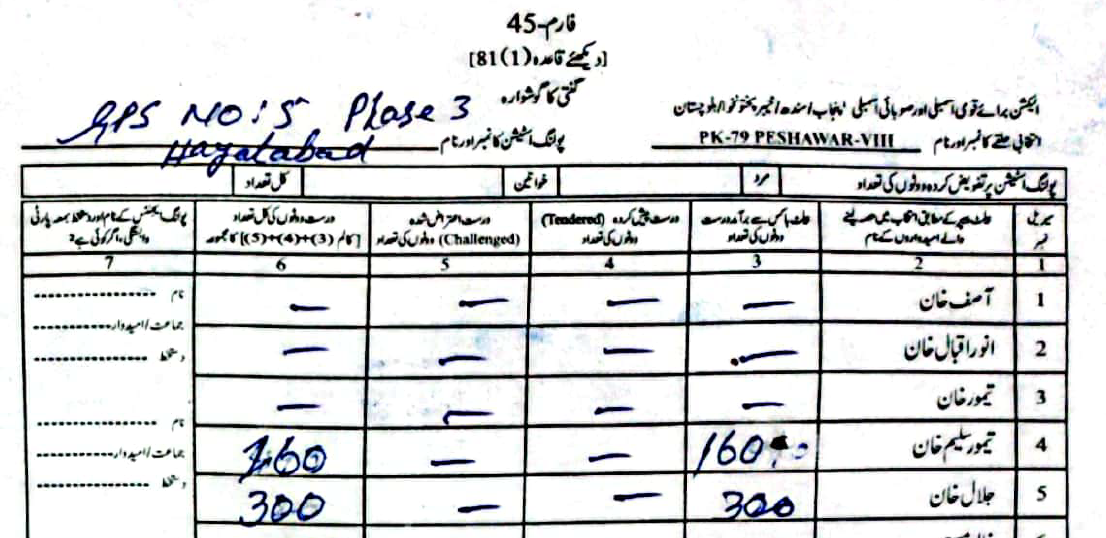 فارم-45
[دیکھئے قاعدہ (1)81]
گنتی کا گوشوارہ
الیکشن برائے قومی اسمبلی اور صوبائی اسمبلی پنجاب/سندھ/خیبر پختونخوا/بلوچستان
انتخابی حلقے کا نمبر اور نام PK-79 PESHAWAR-VIII پولنگ اسٹیشن کا نمبر اور نام GPS NO:5 Phase 3
Hayatabad
پولنگ اسٹیشن پر تفویض کردہ ووٹوں کی تعداد مرد خواتین کل تعداد
سیریل نمبر
حلقے کے مطابق انتخاب میں حصہ لینے والے امیدواروں کے نام
بیلٹ باکس سے برآمد درست ووٹوں کی تعداد
درست پیش کردہ (Tendered) ووٹوں کی تعداد
درست اعتراض شدہ (Challenged) ووٹوں کی تعداد
درست ووٹوں کی کل تعداد [کالم (3)+(4)+(5) کا مجموعہ]
پولنگ ایجنٹس کے نام اور دستخط بمعہ پارٹی وابستگی، اگر کوئی ہے؟
1 2 3 4 5 6 7
1 آصف خان — — — —
نام
جماعت/امیدوار
2 انور اقبال خان — — — —
دستخط
3 تیمور خان — — — —
نام
4 تیمور سلیم خان 160 — — 160
جماعت/امیدوار
دستخط
5 جلال خان 300 — — 300